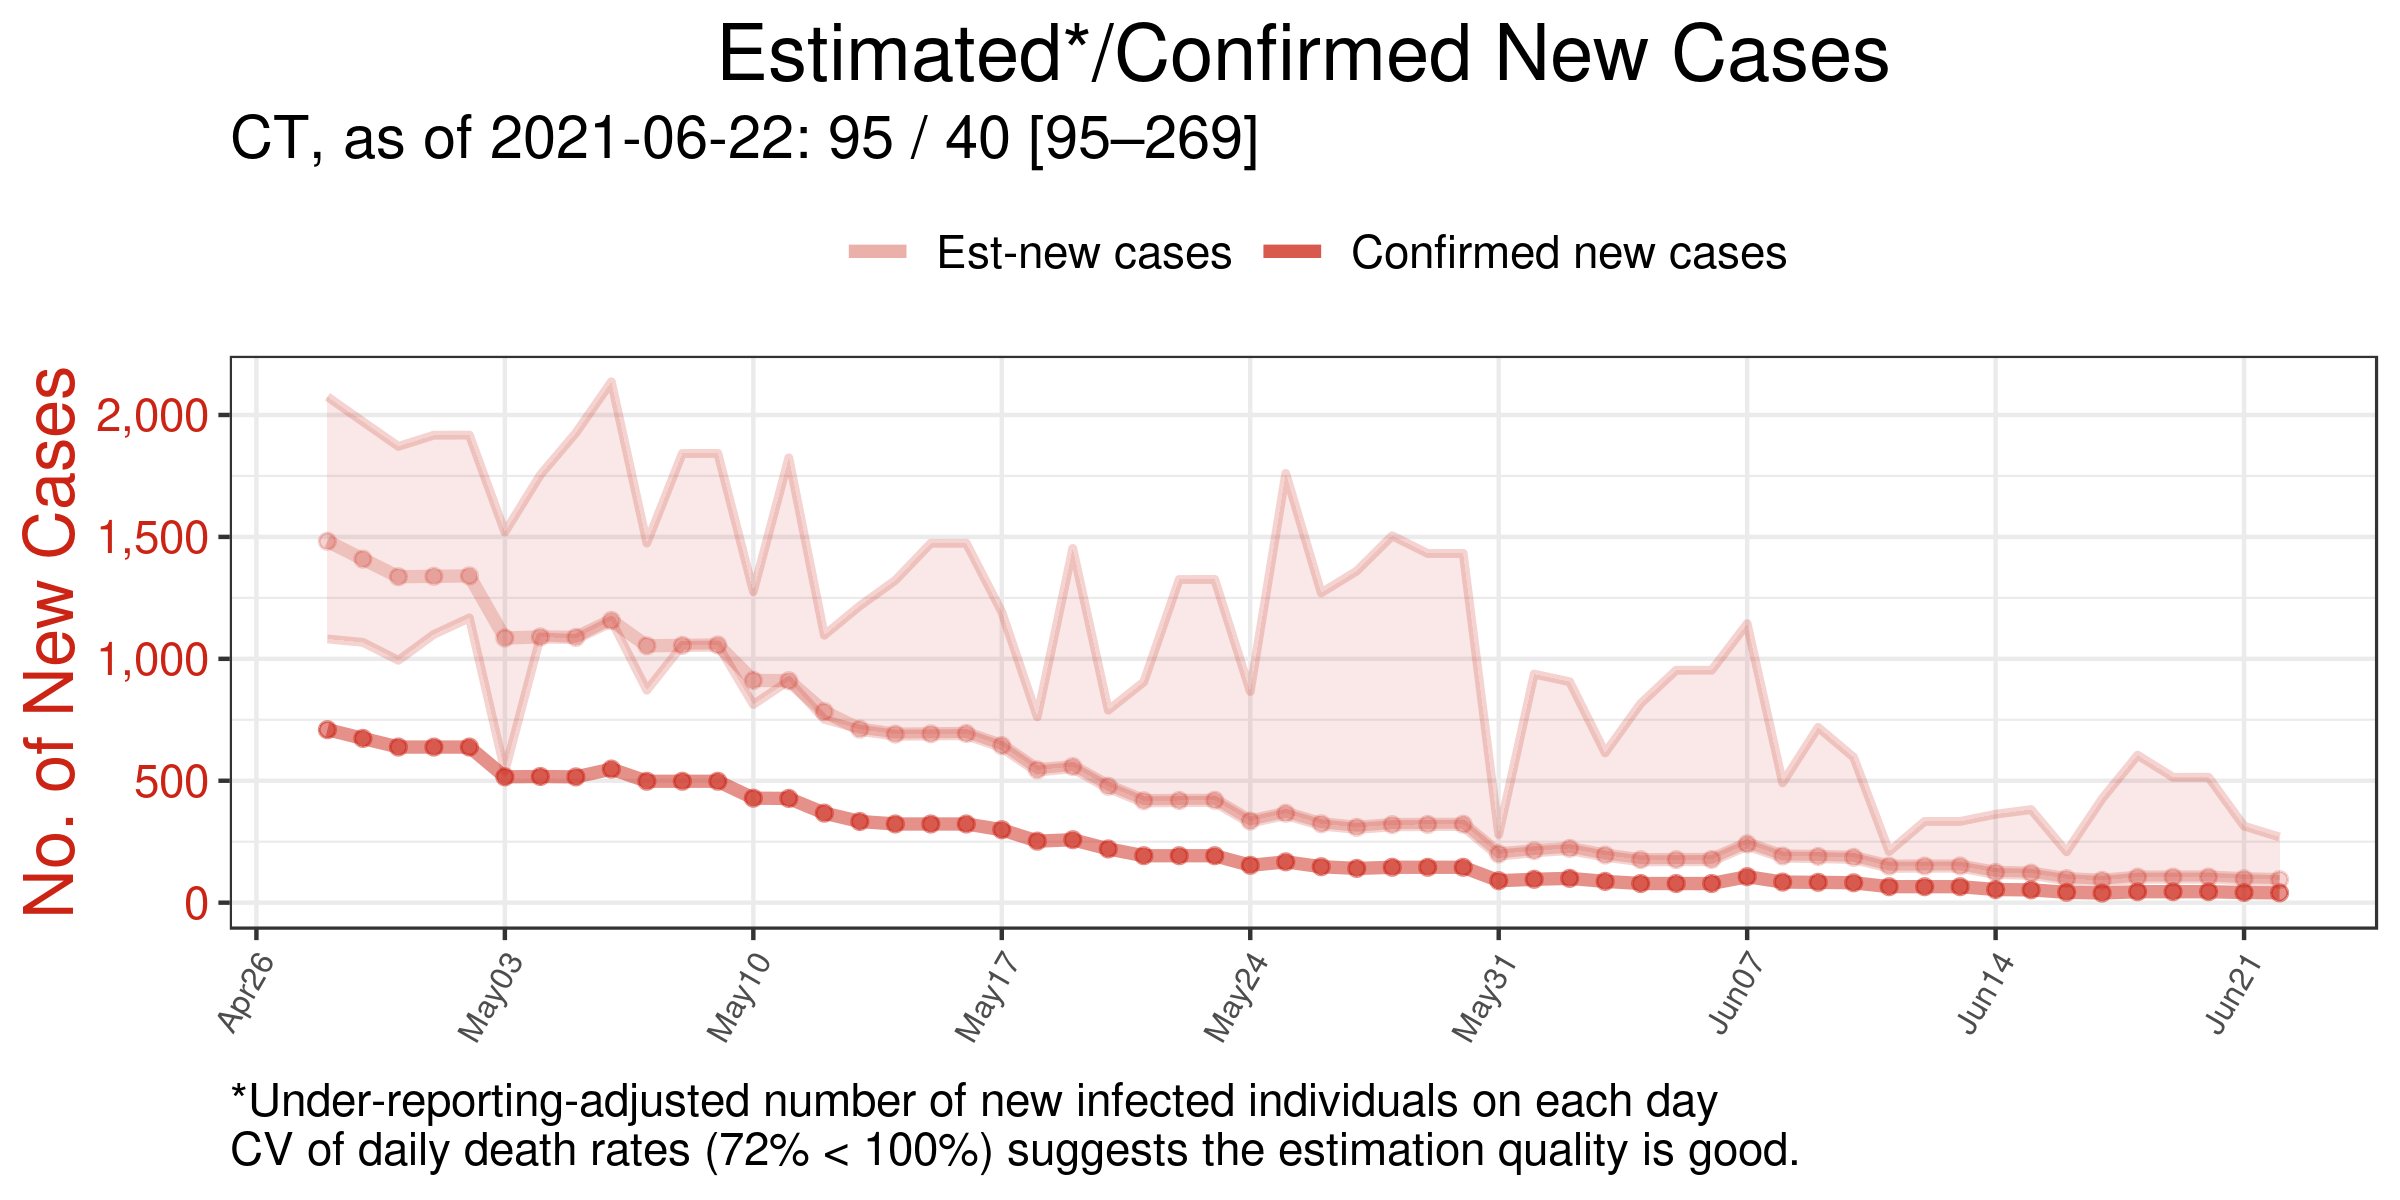 Estimated*/Confirmed New Cases
CT, as of 2021-06-22: 95 / 40 [95–269]
Est-new cases Confirmed new cases
No. of New Cases
2,000
1,500
1,000
500
0
Apr26 May03 May10 May17 May24 May31 Jun07 Jun14 Jun21
*Under-reporting-adjusted number of new infected individuals on each day
CV of daily death rates (72% < 100%) suggests the estimation quality is good.